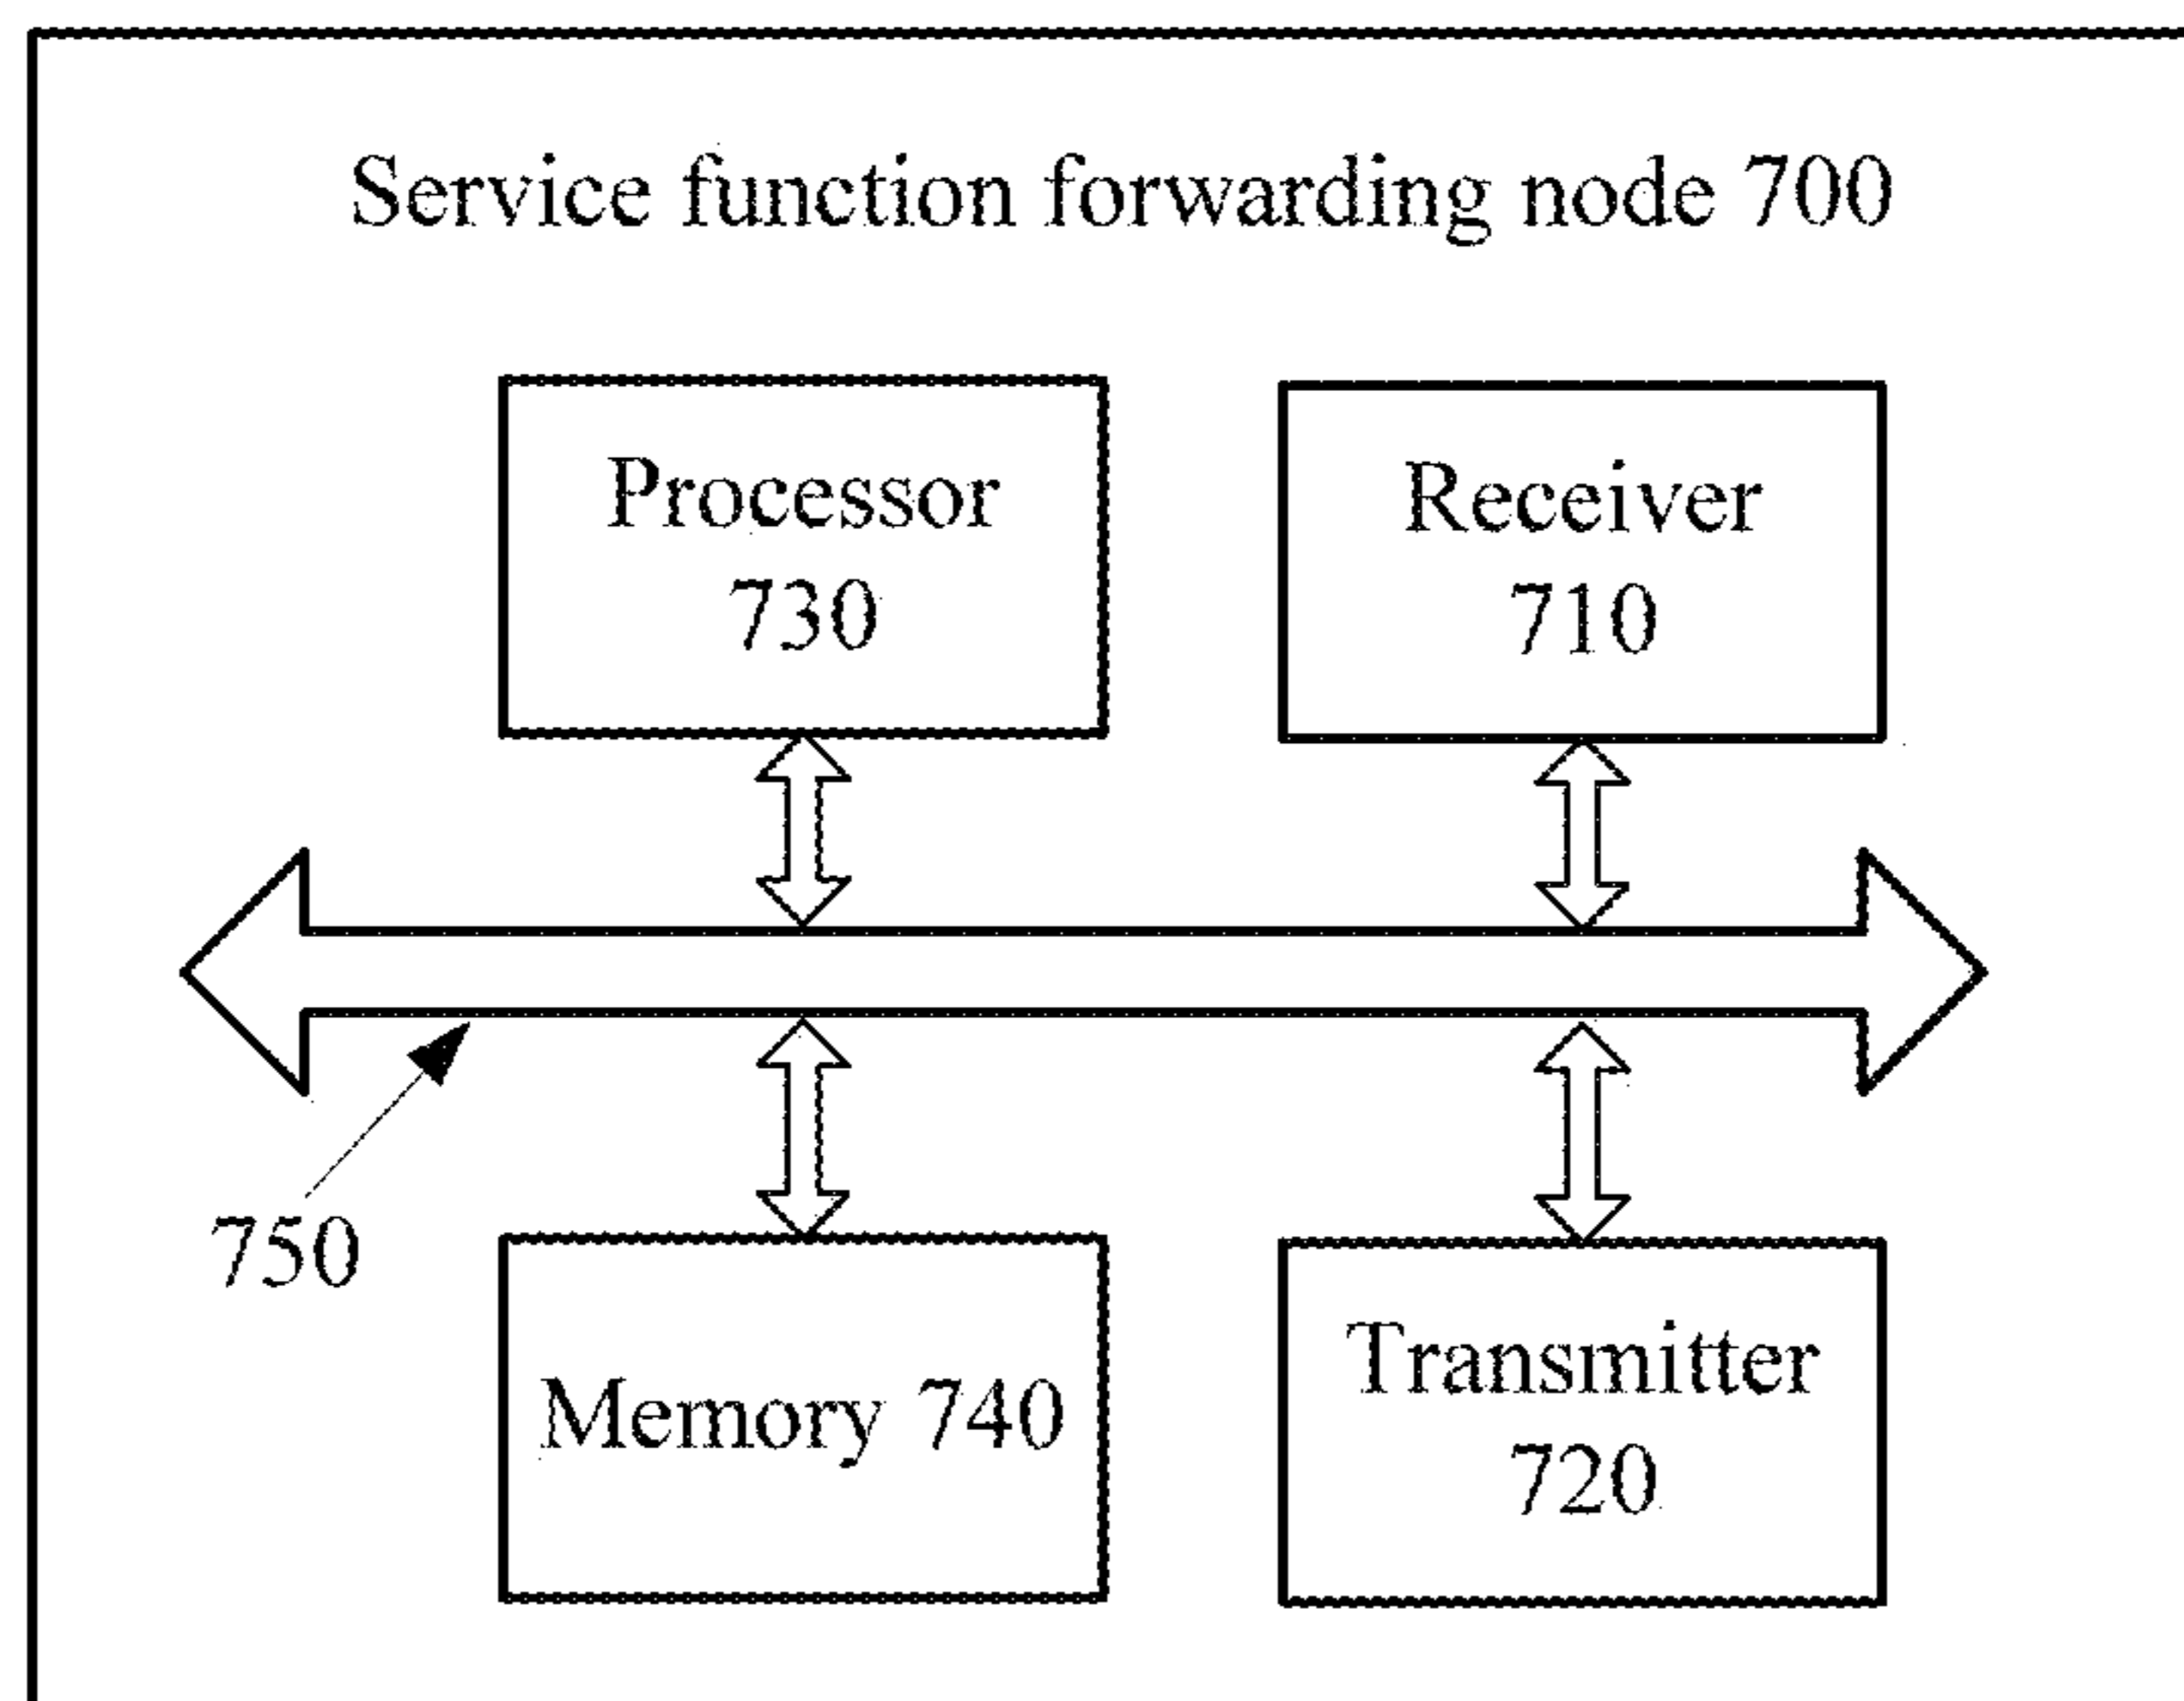 Service function forwarding node 700
Processor
730
Receiver
710
750
Memory 740
Transmitter
720